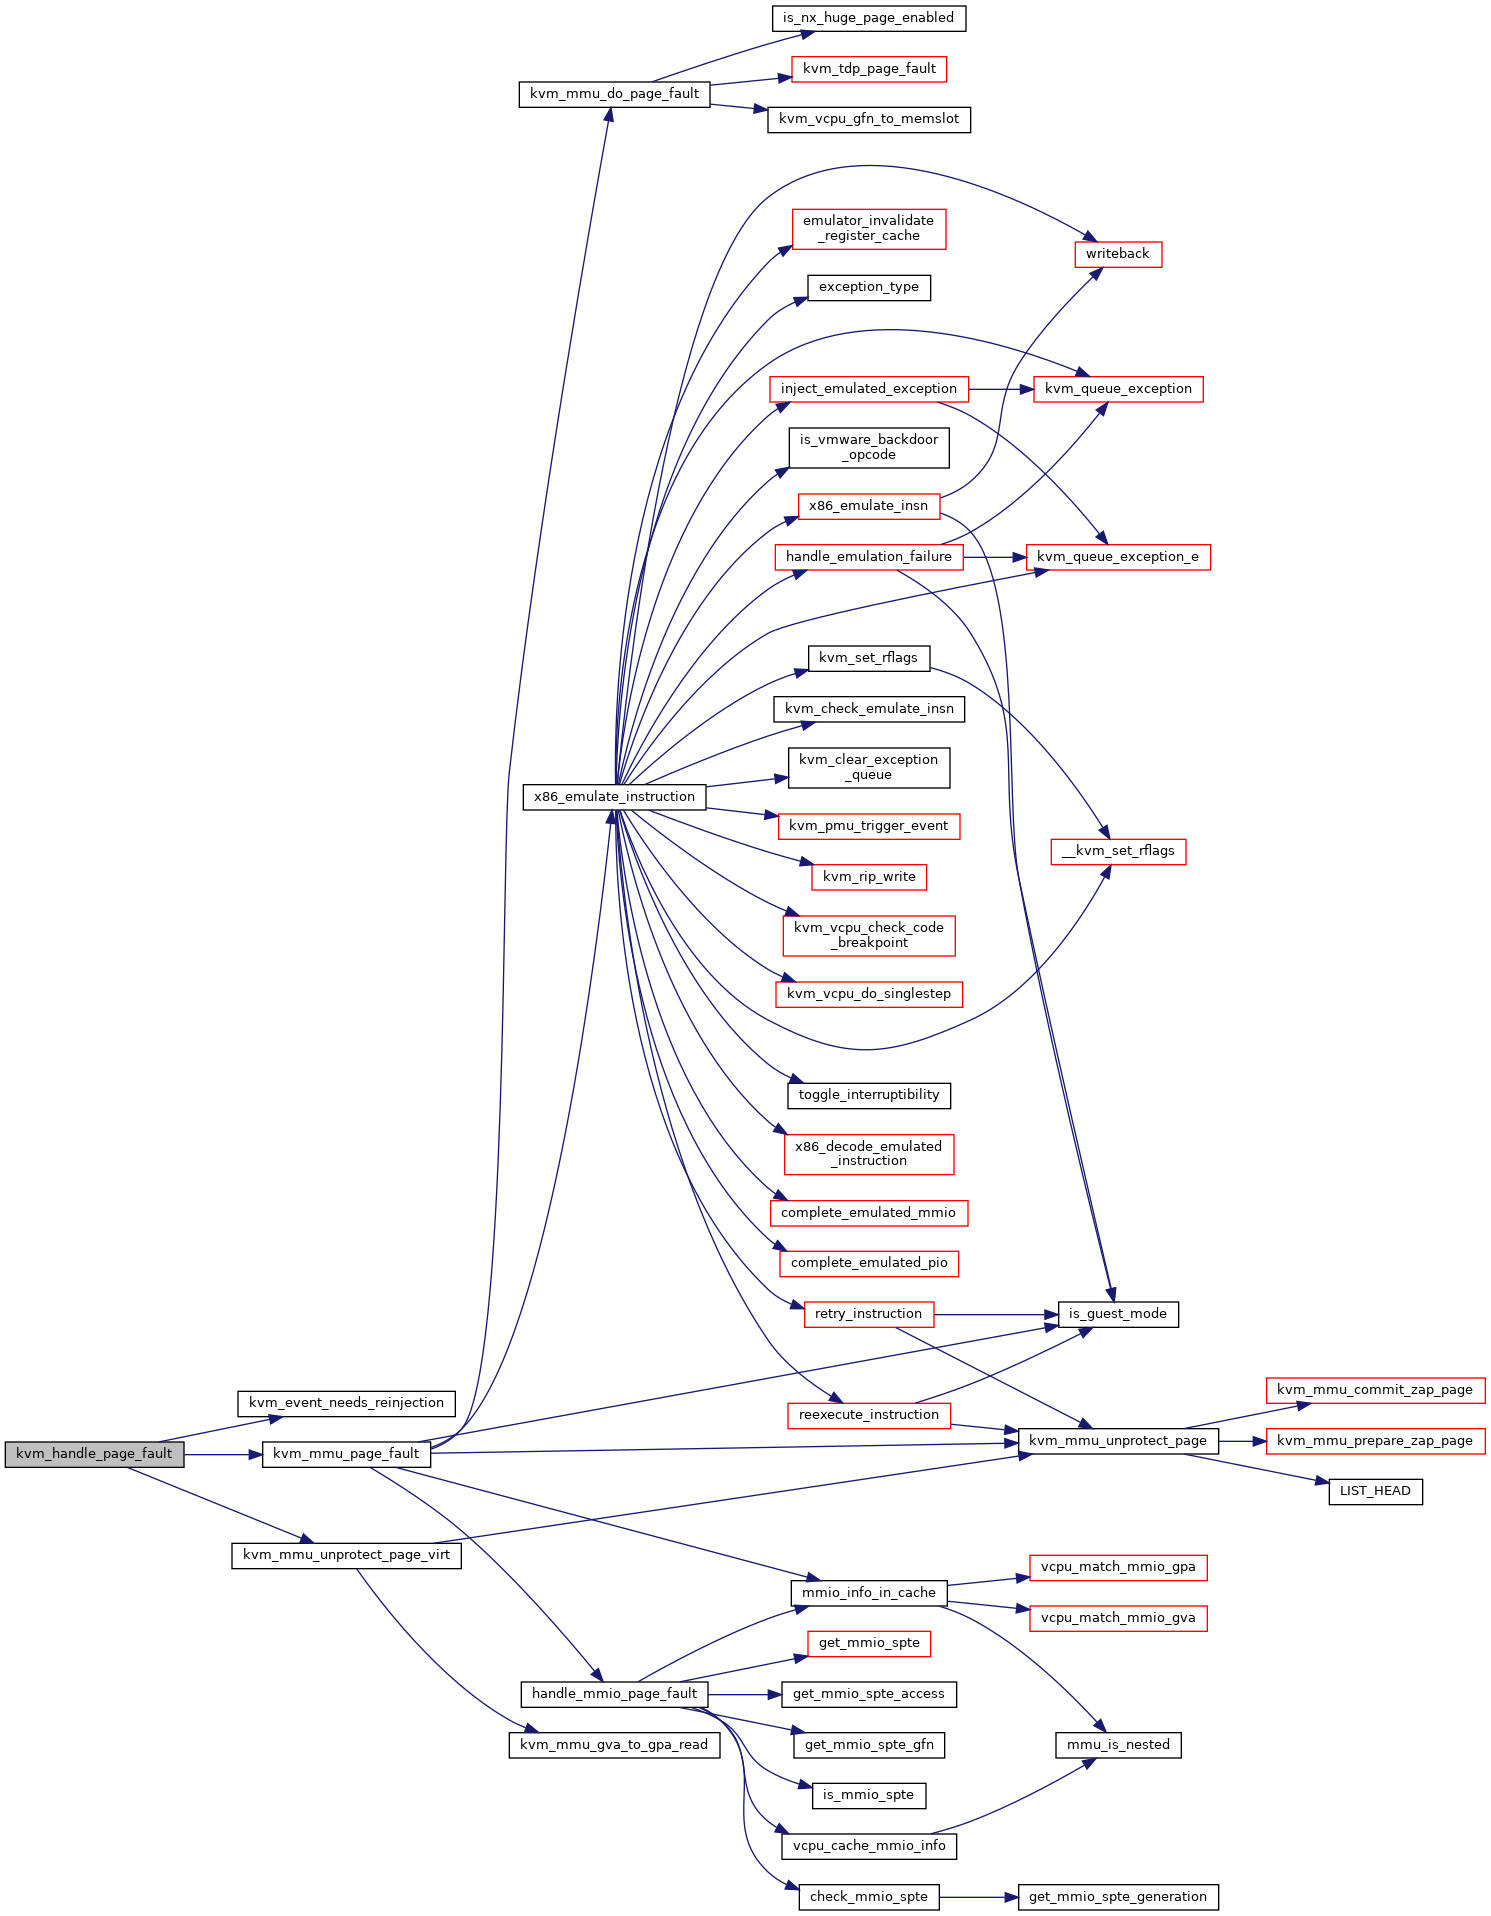 is_nx_huge_page_enabled
kvm_tdp_page_fault
kvm_mmu_do_page_fault
kvm_vcpu_gfn_to_memslot
emulator_invalidate
_register_cache
writeback
exception_type
inject_emulated_exception
kvm_queue_exception
is_vmware_backdoor
_opcode
x86_emulate_insn
handle_emulation_failure
kvm_queue_exception_e
kvm_set_rflags
kvm_check_emulate_insn
kvm_clear_exception
_queue
x86_emulate_instruction
kvm_pmu_trigger_event
__kvm_set_rflags
kvm_rip_write
kvm_vcpu_check_code
_breakpoint
kvm_vcpu_do_singlestep
toggle_interruptibility
x86_decode_emulated
_instruction
complete_emulated_mmio
complete_emulated_pio
retry_instruction
is_guest_mode
kvm_mmu_commit_zap_page
kvm_event_needs_reinjection
reexecute_instruction
kvm_mmu_unprotect_page
kvm_mmu_prepare_zap_page
kvm_handle_page_fault
kvm_mmu_page_fault
LIST_HEAD
kvm_mmu_unprotect_page_virt
vcpu_match_mmio_gpa
mmio_info_in_cache
vcpu_match_mmio_gva
get_mmio_spte
handle_mmio_page_fault
get_mmio_spte_access
kvm_mmu_gva_to_gpa_read
get_mmio_spte_gfn
mmu_is_nested
is_mmio_spte
vcpu_cache_mmio_info
check_mmio_spte
get_mmio_spte_generation